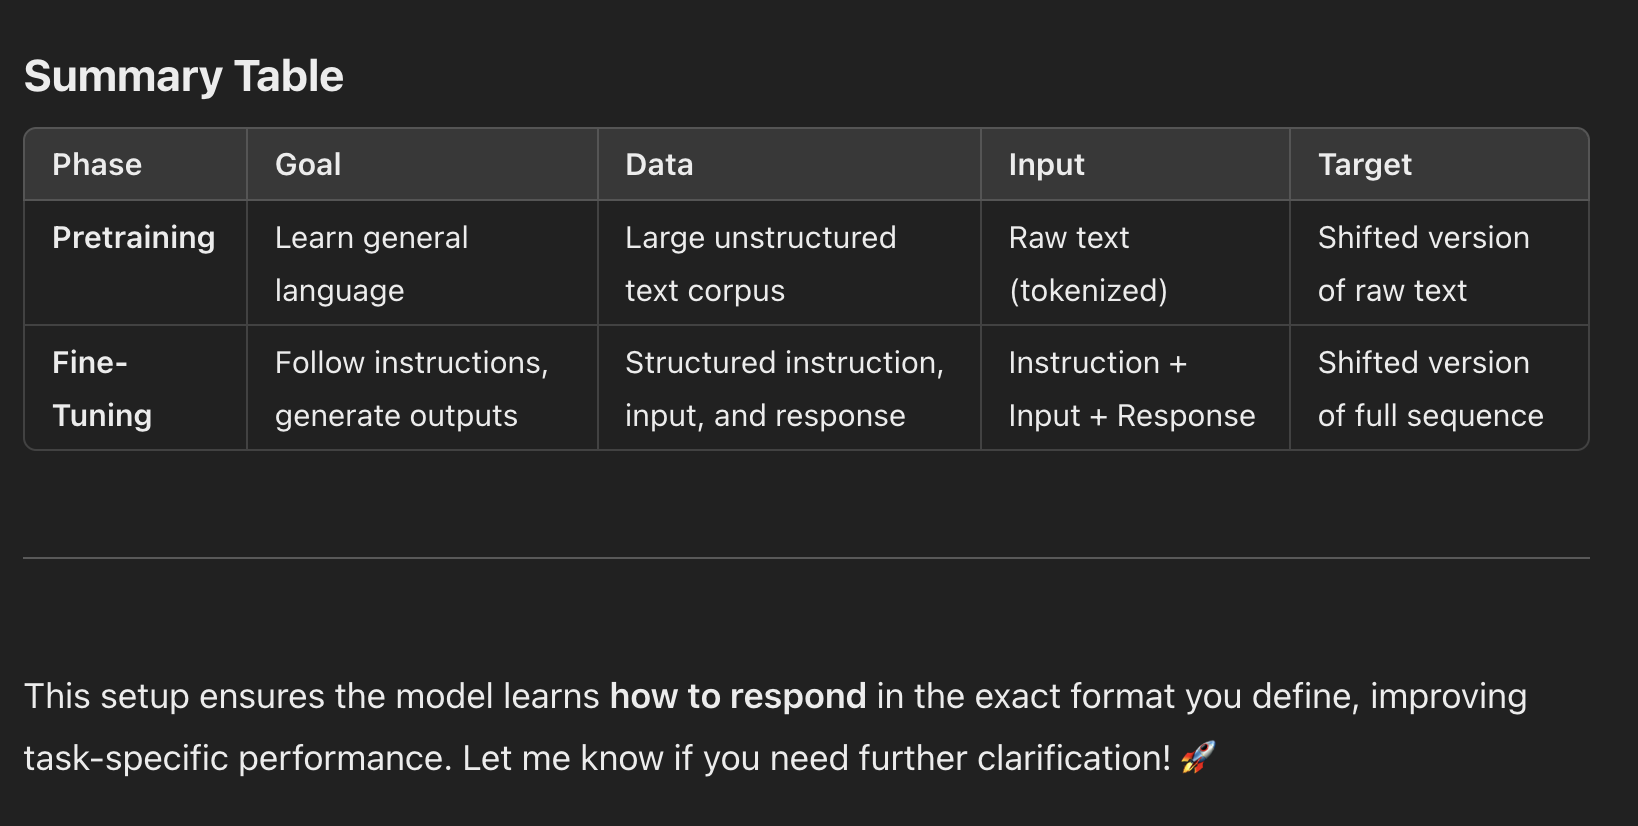 Summary Table
Phase Goal Data Input Target
Pretraining Learn general Large unstructured Raw text Shifted version
language text corpus (tokenized) of raw text
Fine- Follow instructions, Structured instruction, Instruction + Shifted version
Tuning generate outputs input, and response Input + Response of full sequence
This setup ensures the model learns how to respond in the exact format you define, improving
task-specific performance. Let me know if you need further clarification! 🚀